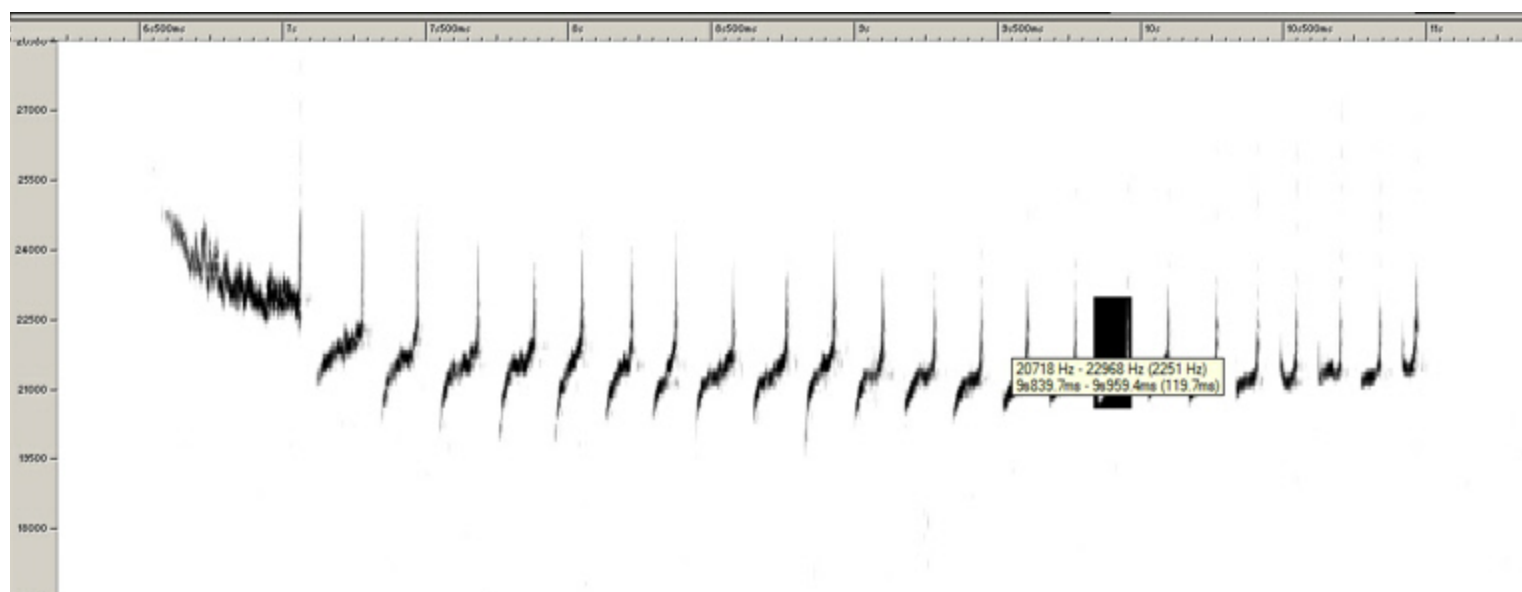 6s500ms 7s 7s500ms 8s 8s500ms 9s 9s500ms 10s 10s500ms 11s
27000
25500
24000
22500
20718 Hz - 22968 Hz (2251 Hz)
21000
9s839.7ms - 9s959.4ms (119.7ms)
19500
18000